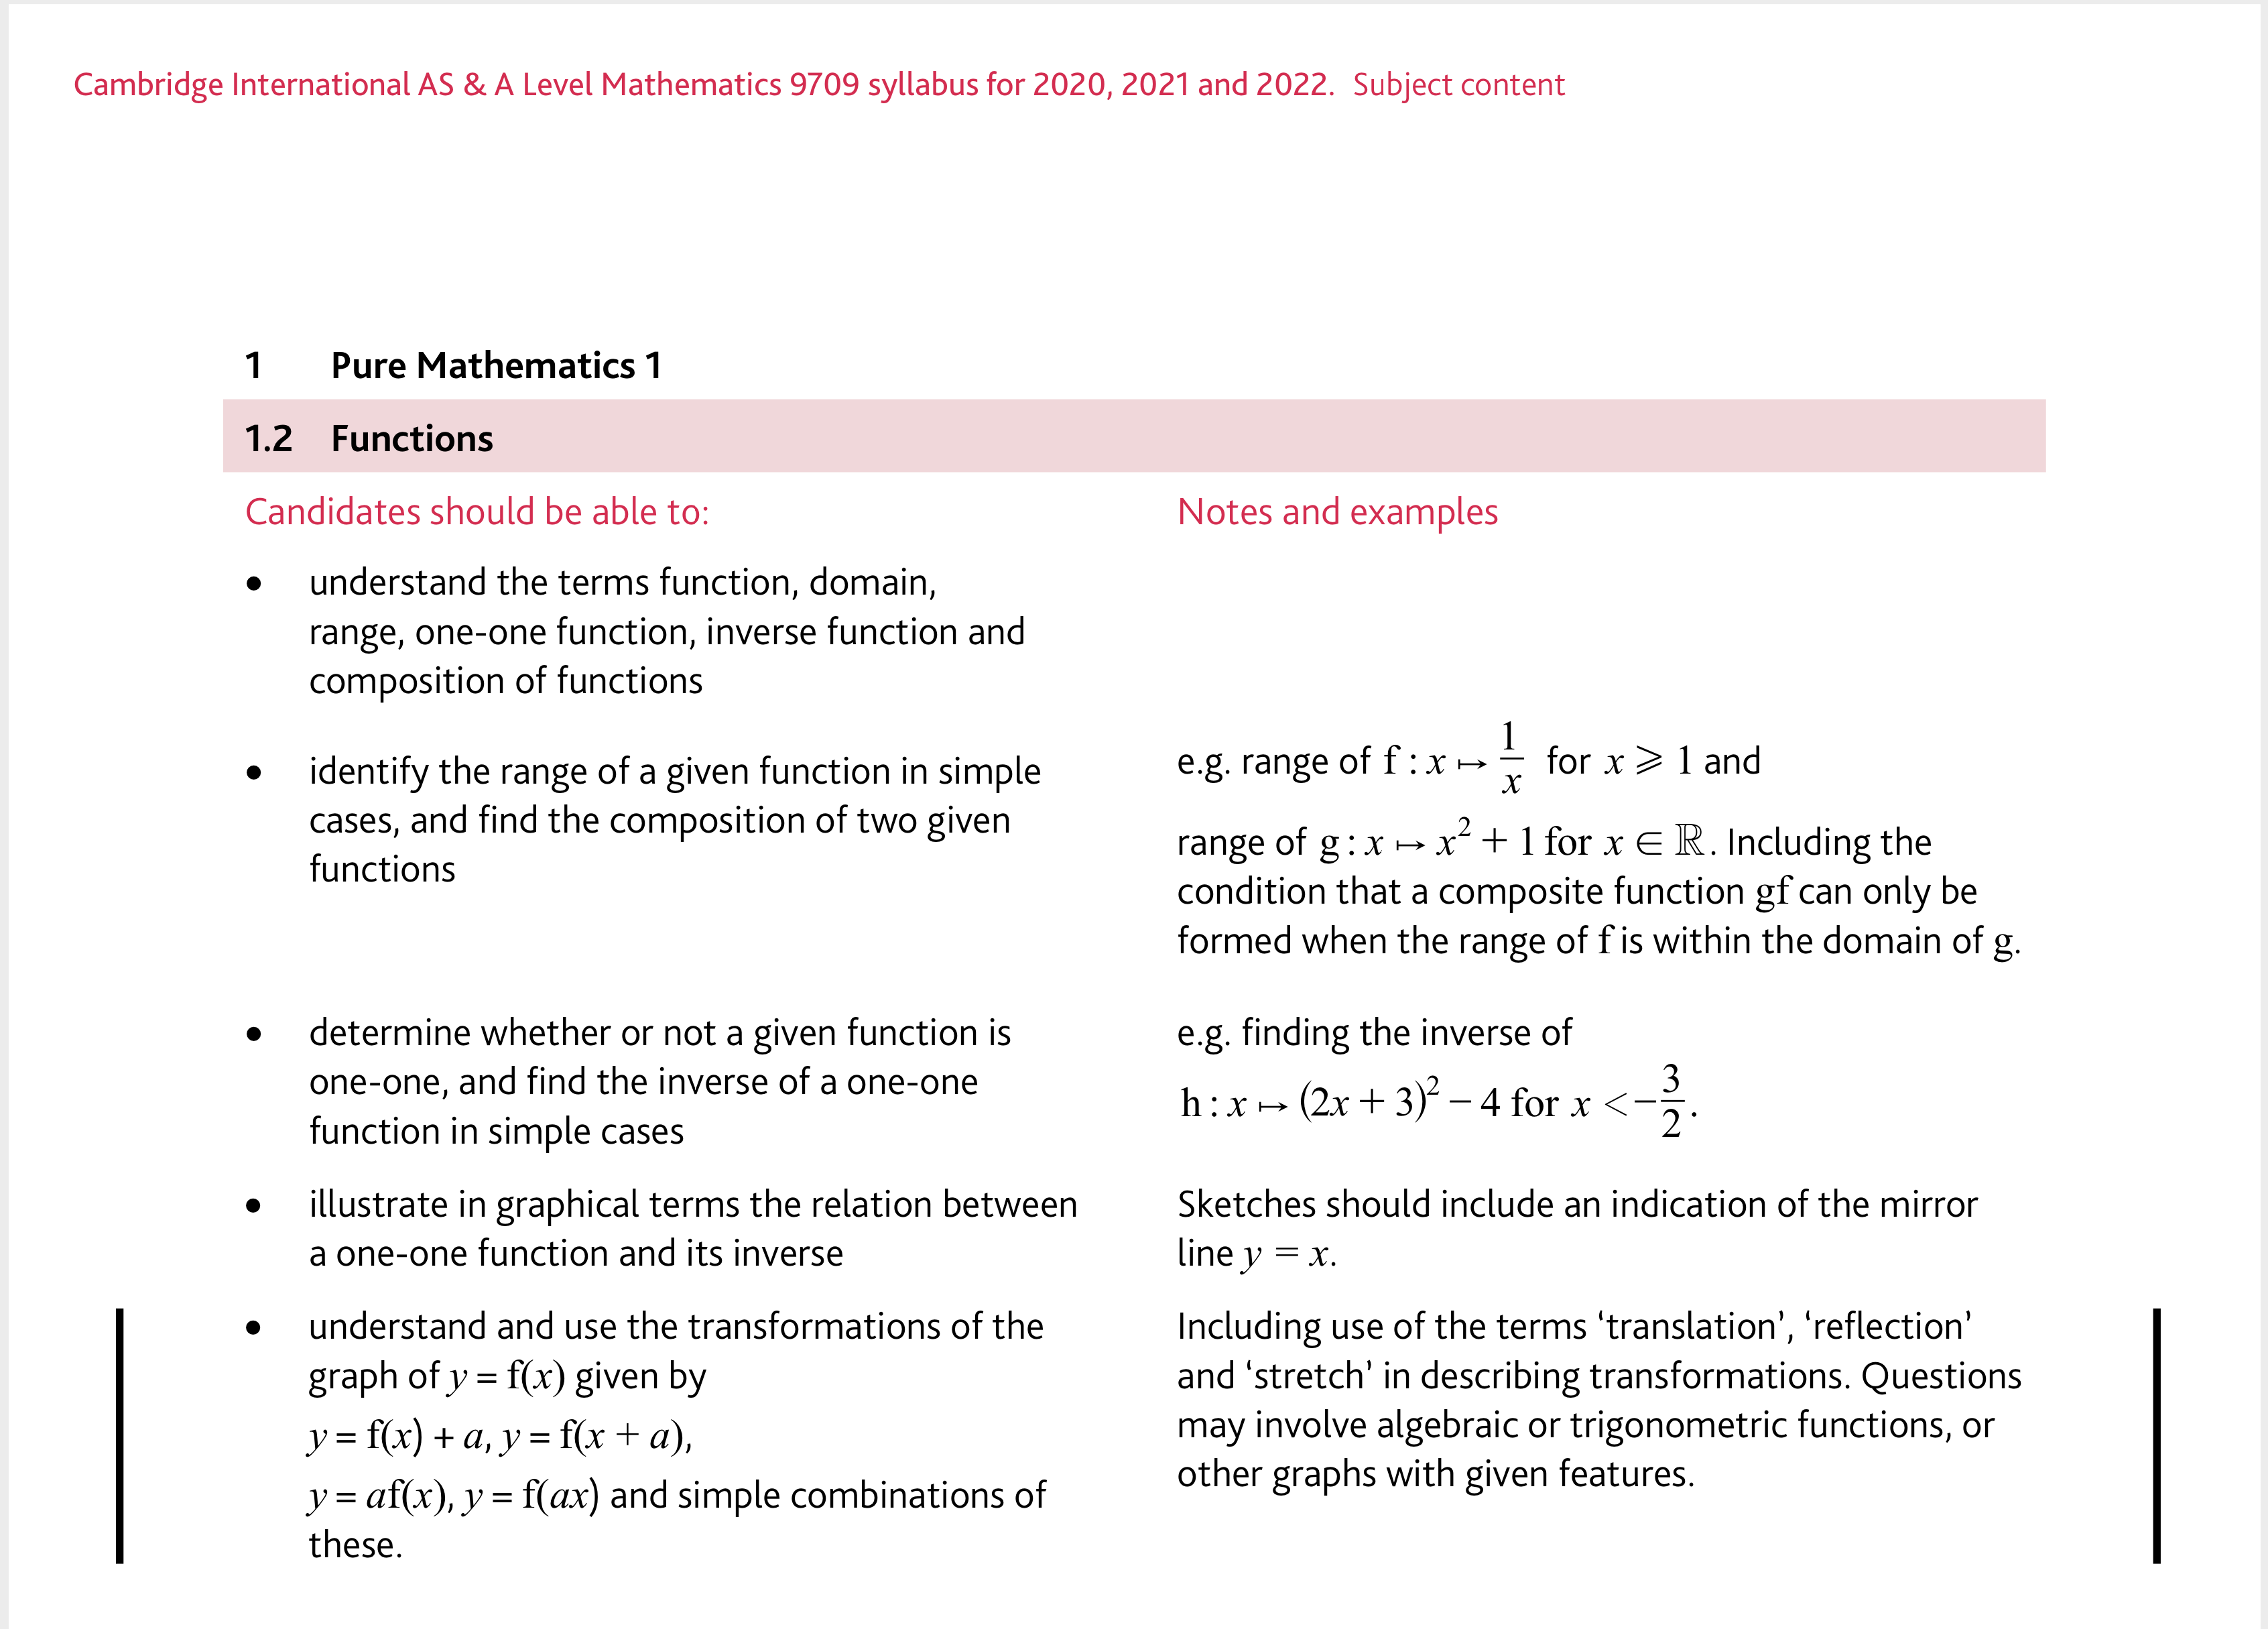 Cambridge International AS & A Level Mathematics 9709 syllabus for 2020, 2021 and 2022. Subject content
1 Pure Mathematics 1
1.2 Functions
Candidates should be able to:
Notes and examples
• understand the terms function, domain,
range, one-one function, inverse function and
composition of functions
• identify the range of a given function in simple
cases, and find the composition of two given
functions
e.g. range of f : x ↦ 1/x for x ⩾ 1 and
range of g : x ↦ x² + 1 for x ∈ ℝ. Including the
condition that a composite function gf can only be
formed when the range of f is within the domain of g.
• determine whether or not a given function is
one-one, and find the inverse of a one-one
function in simple cases
e.g. finding the inverse of
h : x ↦ (2x + 3)² − 4 for x < −3/2.
• illustrate in graphical terms the relation between
a one-one function and its inverse
Sketches should include an indication of the mirror
line y = x.
• understand and use the transformations of the
graph of y = f(x) given by
y = f(x) + a, y = f(x + a),
y = af(x), y = f(ax) and simple combinations of
these.
Including use of the terms ‘translation’, ‘reflection’
and ‘stretch’ in describing transformations. Questions
may involve algebraic or trigonometric functions, or
other graphs with given features.